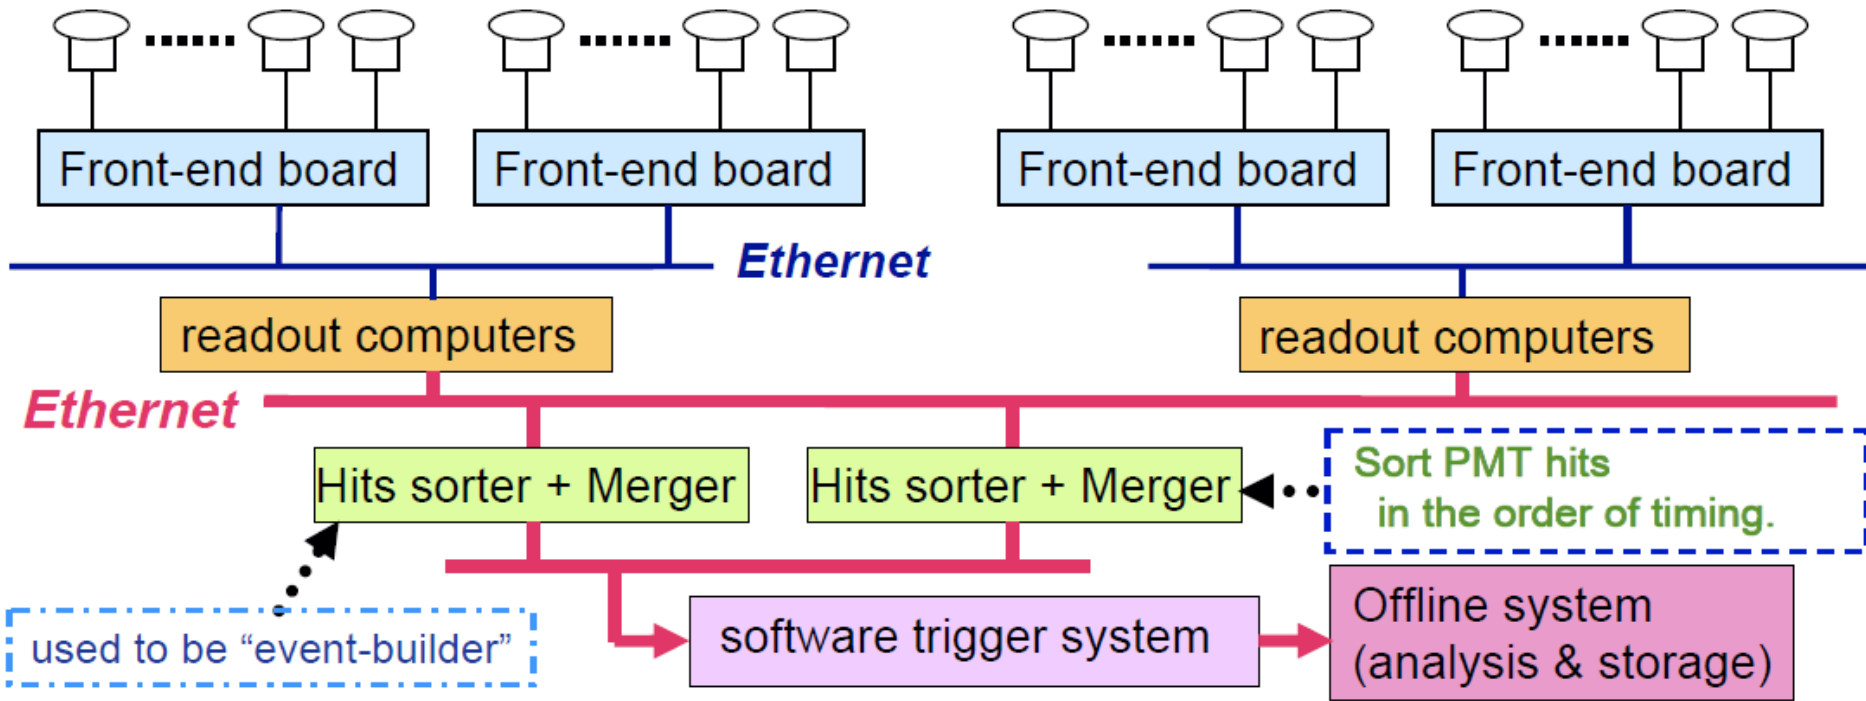 Front-end board
Front-end board
Front-end board
Front-end board
Ethernet
readout computers
readout computers
Ethernet
Hits sorter + Merger
Hits sorter + Merger
Sort PMT hits
in the order of timing.
used to be “event-builder”
software trigger system
Offline system
(analysis & storage)